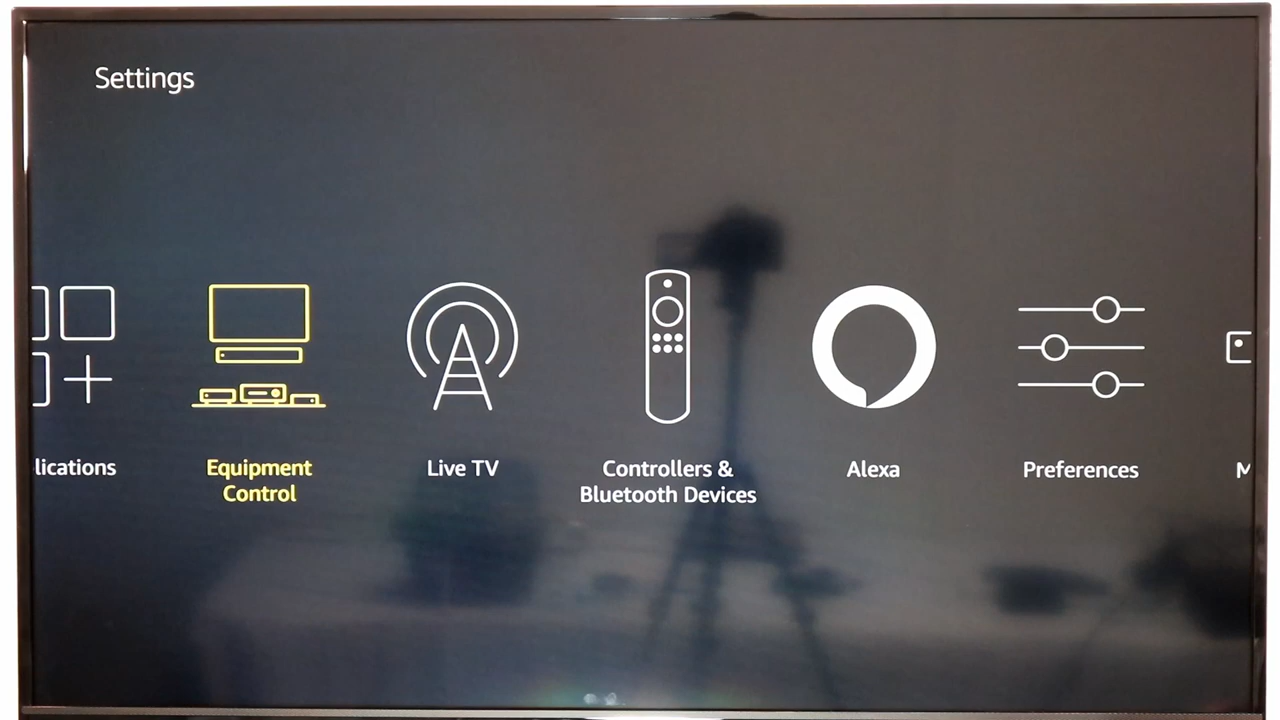 Settings
lications
Equipment
Control
Live TV
Controllers &
Bluetooth Devices
Alexa
Preferences
M